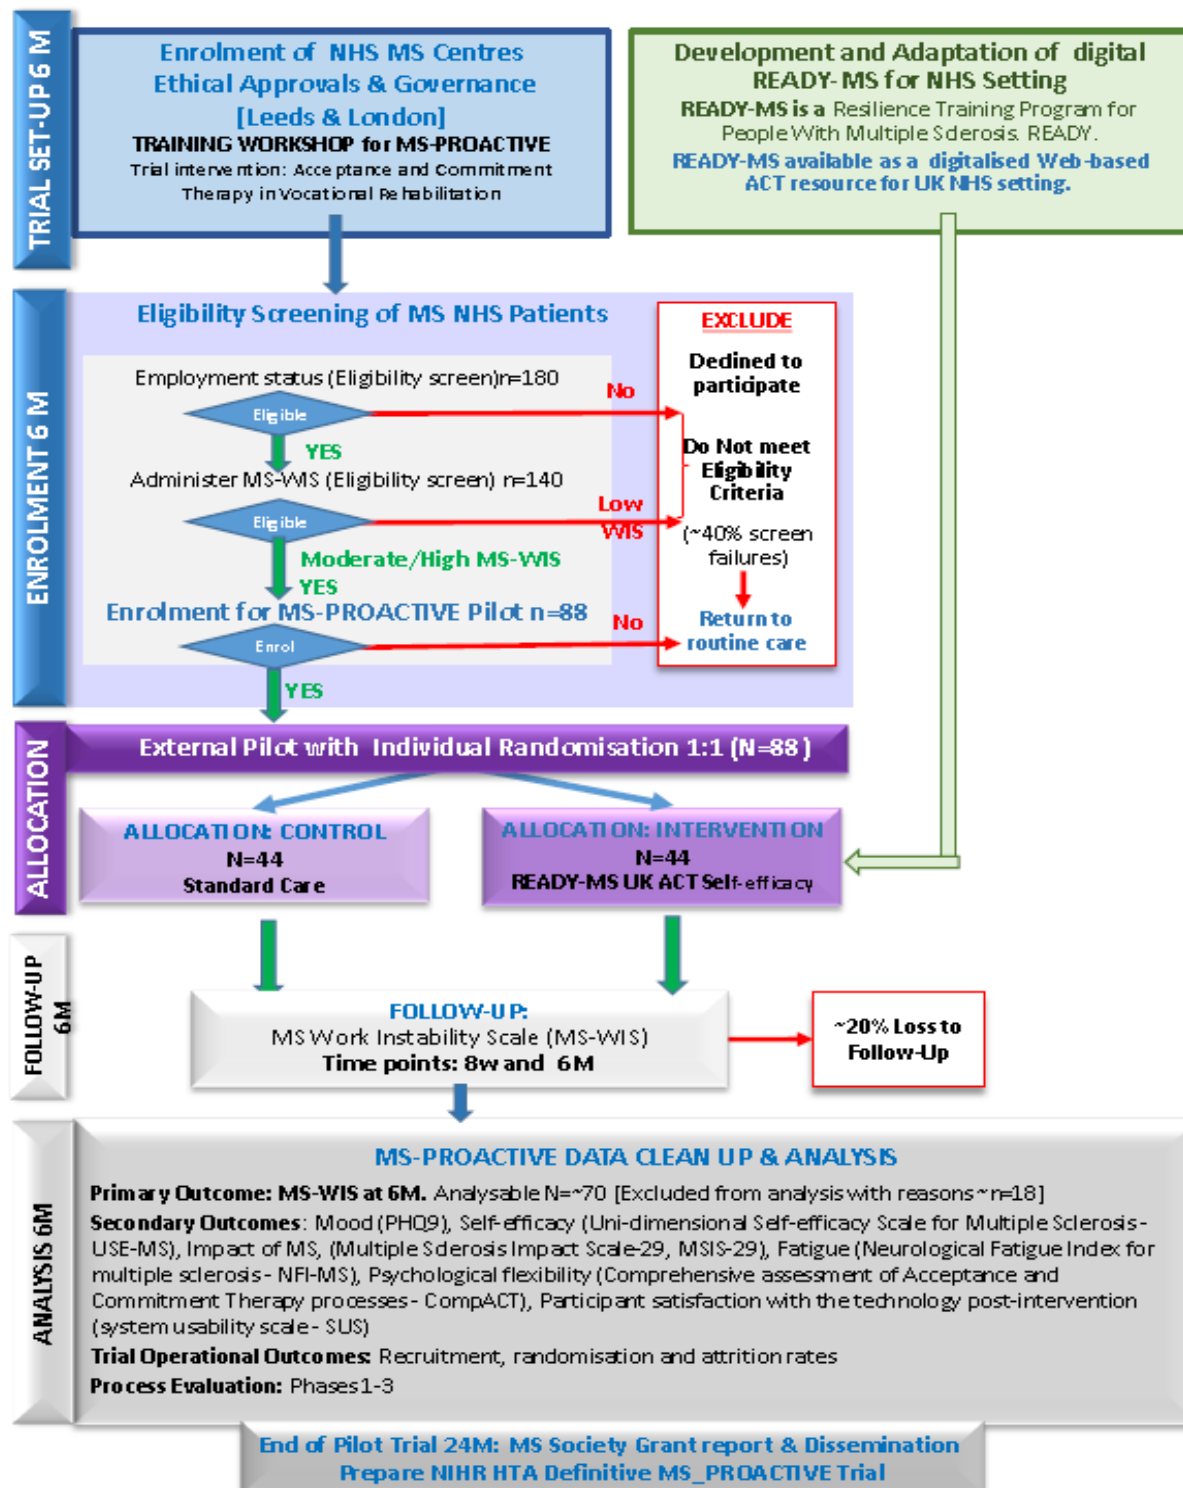 TRIAL SET-UP 6 M
Enrolment of NHS MS Centres
Ethical Approvals & Governance
[Leeds & London]
TRAINING WORKSHOP for MS-PROACTIVE
Trial intervention: Acceptance and Commitment
Therapy in Vocational Rehabilitation
Development and Adaptation of digital
READY-MS for NHS Setting
READY-MS is a Resilience Training Program for
People With Multiple Sclerosis. READY.
READY-MS available as a digitalised Web-based
ACT resource for UK NHS setting.
ENROLMENT 6 M
Eligibility Screening of MS NHS Patients
Employment status (Eligibility screen)n=180
Eligible
No
YES
Administer MS-WIS (Eligibility screen) n=140
Eligible
Low
WIS
Moderate/High MS-WIS
YES
Enrolment for MS-PROACTIVE Pilot n=88
Enrol
No
YES
EXCLUDE
Declined to
participate
Do Not meet
Eligibility
Criteria
(~40% screen
failures)
Return to
routine care
ALLOCATION
External Pilot with Individual Randomisation 1:1 (N=88 )
ALLOCATION: CONTROL
N=44
Standard Care
ALLOCATION: INTERVENTION
N=44
READY-MS UK ACT Self-efficacy
FOLLOW-UP
6M
FOLLOW-UP:
MS Work Instability Scale (MS-WIS)
Time points: 8w and 6M
~20% Loss to
Follow-Up
ANALYSIS 6M
MS-PROACTIVE DATA CLEAN UP & ANALYSIS
Primary Outcome: MS-WIS at 6M. Analysable N=~70 [Excluded from analysis with reasons ~n=18]
Secondary Outcomes: Mood (PHQ9), Self-efficacy (Uni-dimensional Self-efficacy Scale for Multiple Sclerosis -
USE-MS), Impact of MS, (Multiple Sclerosis Impact Scale-29, MSIS-29), Fatigue (Neurological Fatigue Index for
multiple sclerosis - NFI-MS), Psychological flexibility (Comprehensive assessment of Acceptance and
Commitment Therapy processes - CompACT), Participant satisfaction with the technology post-intervention
(system usability scale - SUS)
Trial Operational Outcomes: Recruitment, randomisation and attrition rates
Process Evaluation: Phases 1-3
End of Pilot Trial 24M: MS Society Grant report & Dissemination
Prepare NIHR HTA Definitive MS_PROACTIVE Trial